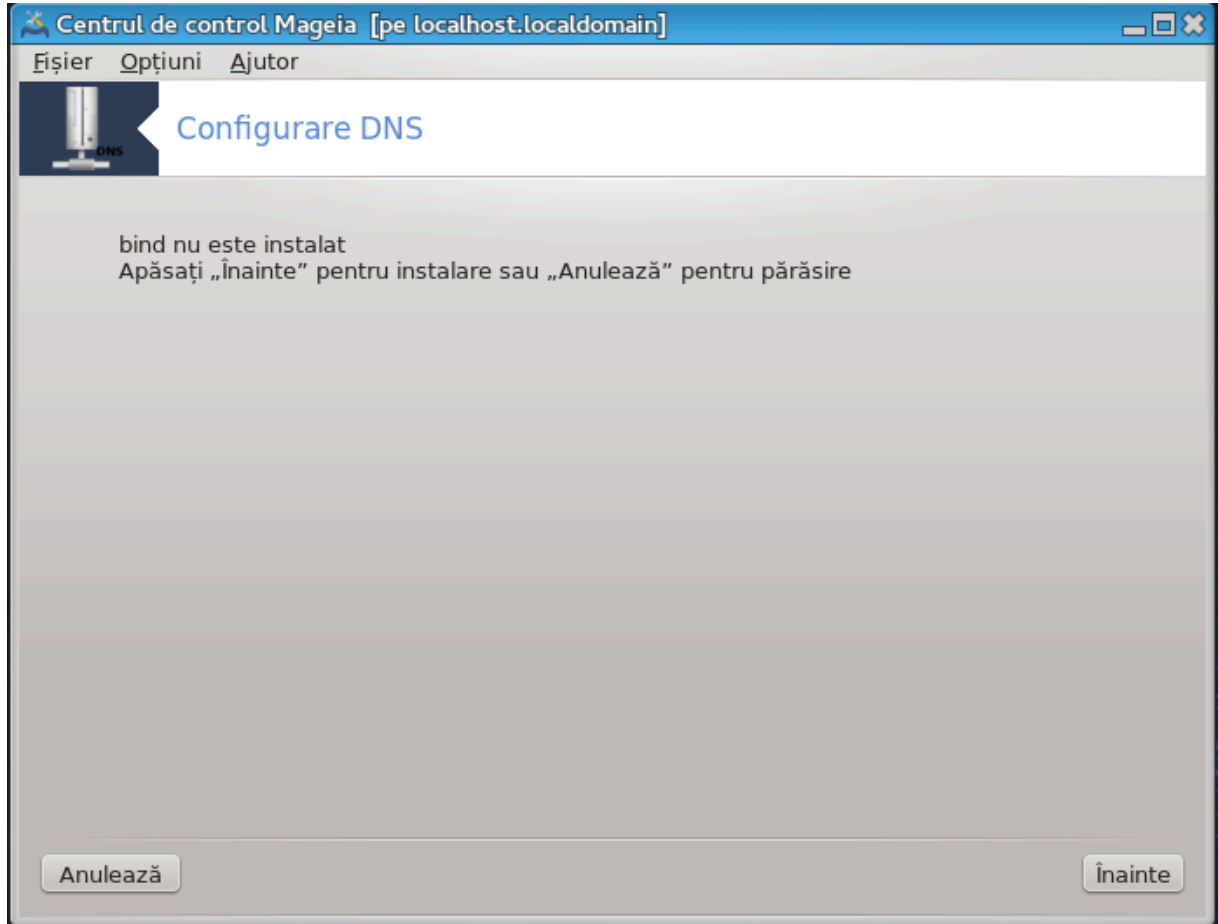 Centrul de control Mageia [pe localhost.localdomain]
Fișier Opțiuni Ajutor
DNS
Configurare DNS
bind nu este instalat
Apăsați „Înainte” pentru instalare sau „Anulează” pentru părăsire
Anulează Înainte